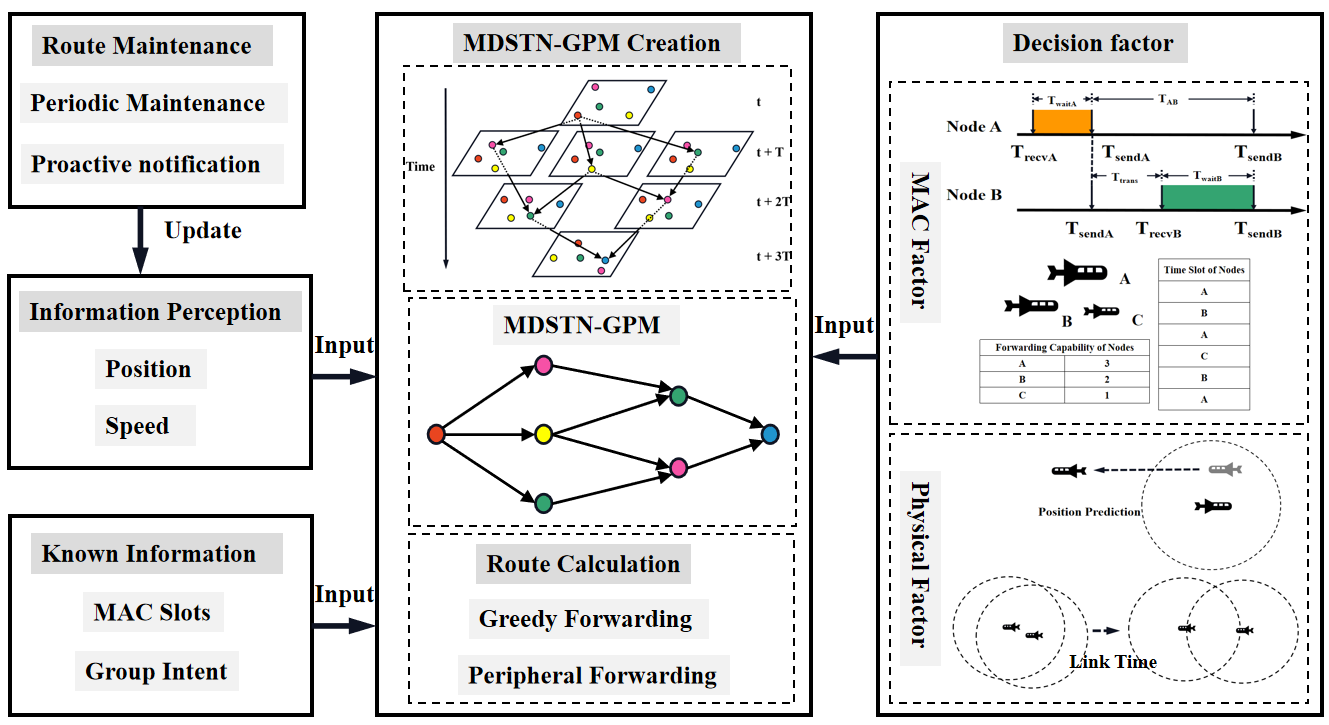 Route Maintenance
Periodic Maintenance
Proactive notification
Update
Information Perception
Position
Speed
Input
Known Information
MAC Slots
Group Intent
Input
MDSTN-GPM Creation
Time
t
t + T
t + 2T
t + 3T
MDSTN-GPM
Route Calculation
Greedy Forwarding
Peripheral Forwarding
Input
Decision factor
MAC Factor
TwaitA
TAB
Node A
TrecvA
TsendA
TsendB
Ttrans
TwaitB
Node B
TsendA
TrecvB
TsendB
A
B
C
Forwarding Capability of Nodes
A 3
B 2
C 1
Time Slot of Nodes
A
B
A
C
B
A
Physical Factor
Position Prediction
Link Time